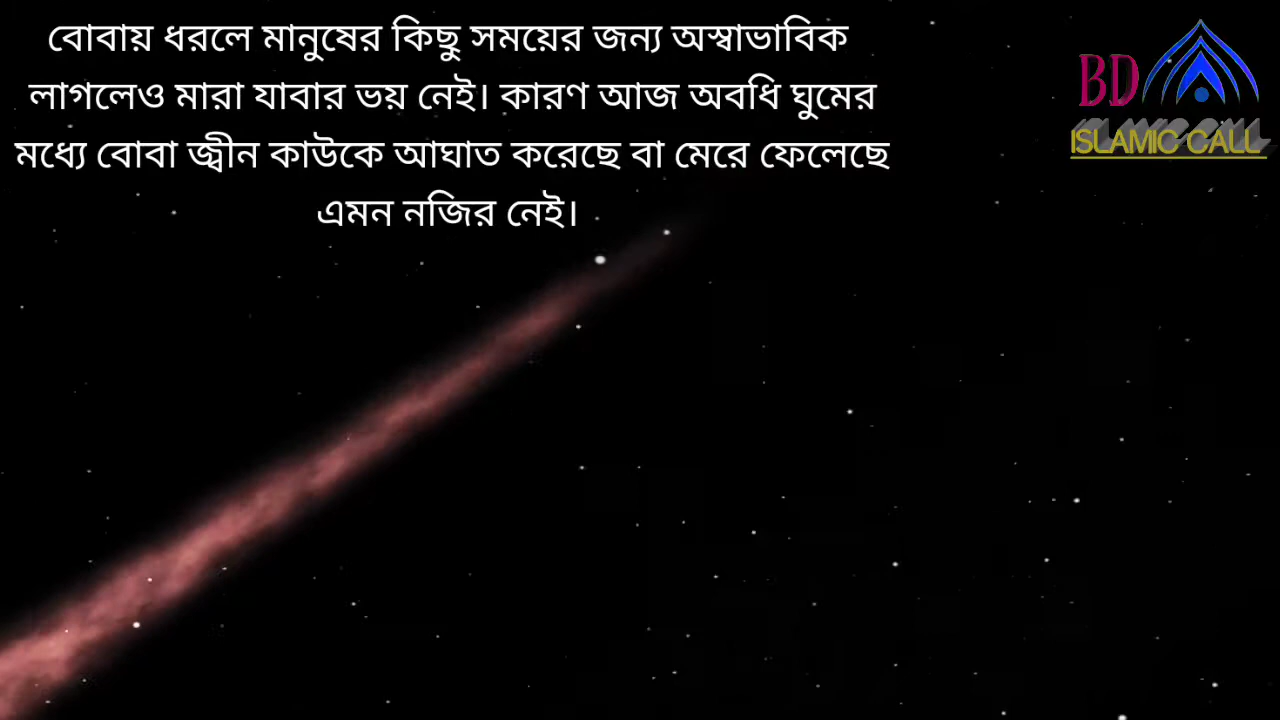 বোবায় ধরলে মানুষের কিছু সময়ের জন্য অস্বাভাবিক
লাগলেও মারা যাবার ভয় নেই। কারণ আজ অবধি ঘুমের
মধ্যে বোবা জ্বীন কাউকে আঘাত করেছে বা মেরে ফেলেছে
এমন নজির নেই।
BD
ISLAMIC CALL